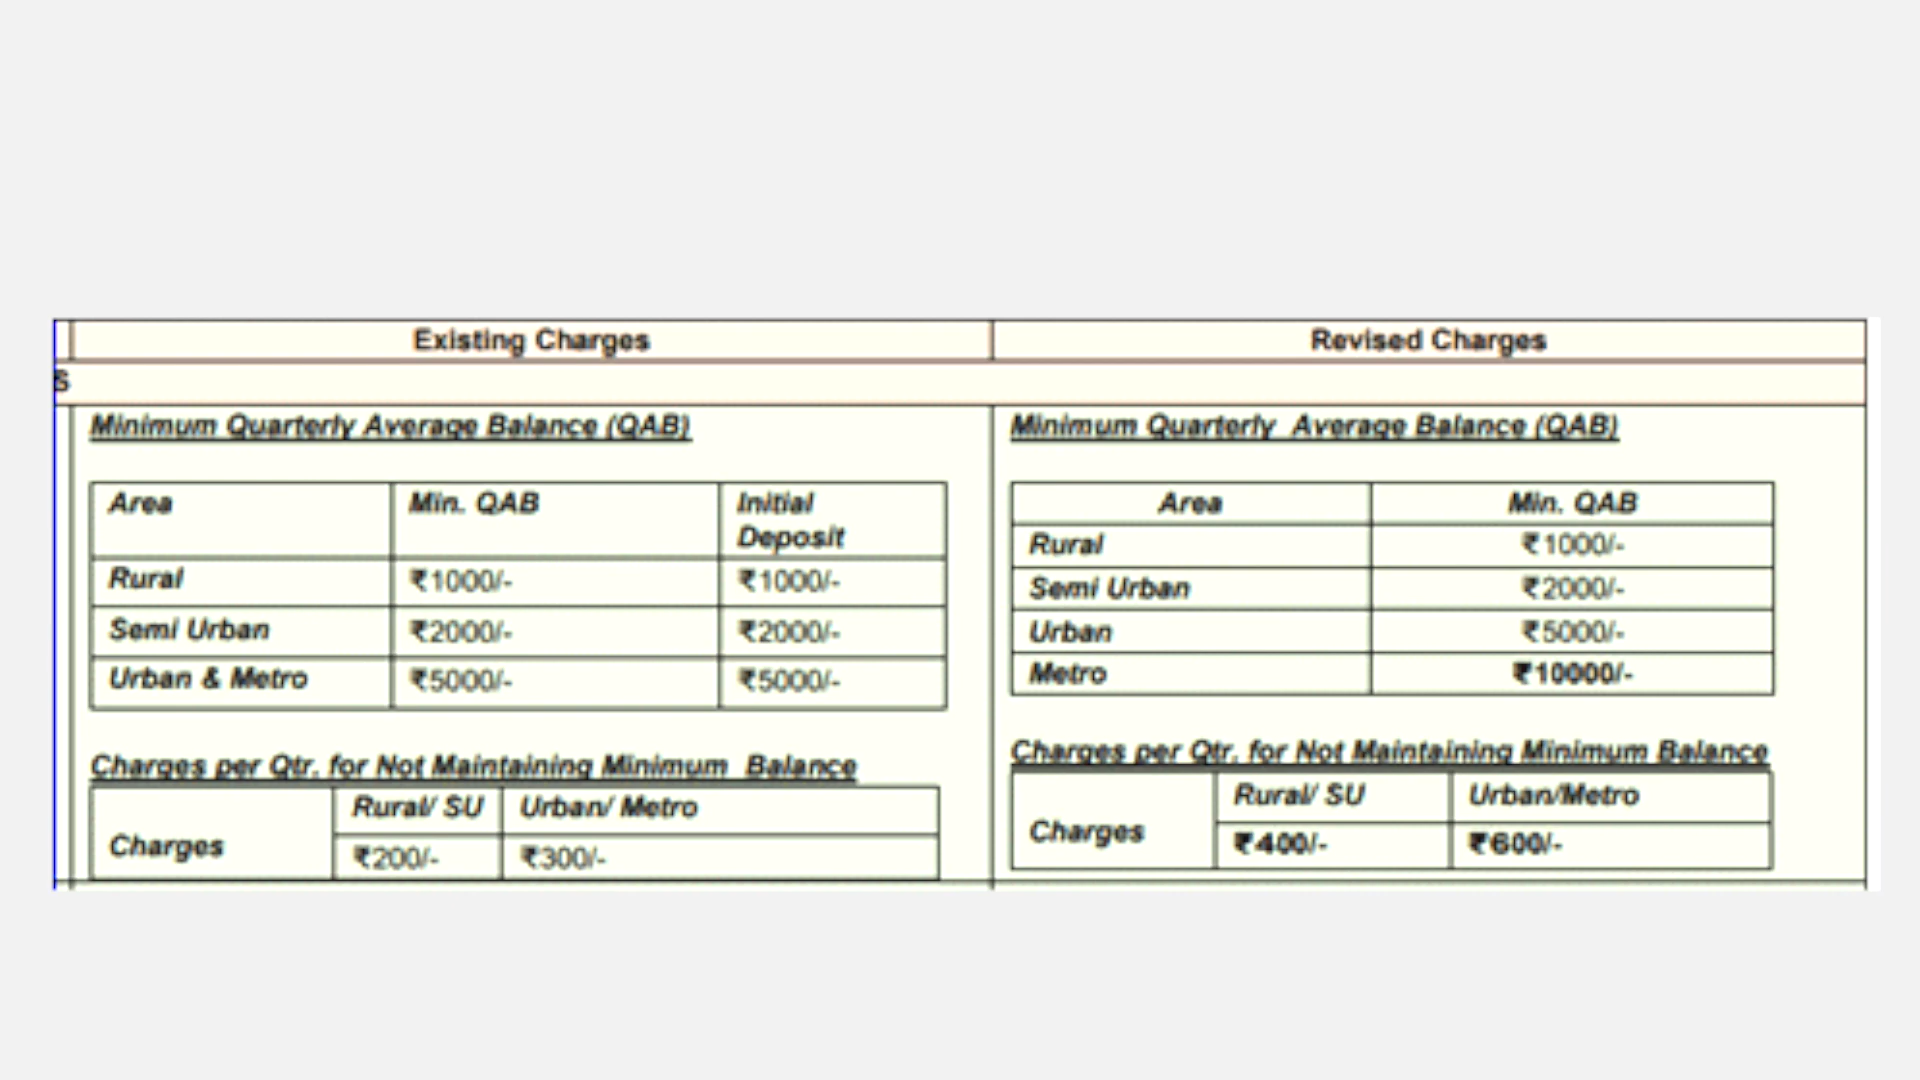 Existing Charges
Revised Charges
S
Minimum Quarterly Average Balance (QAB)
Area Min. QAB Initial Deposit
Rural ₹1000/- ₹1000/-
Semi Urban ₹2000/- ₹2000/-
Urban & Metro ₹5000/- ₹5000/-
Charges per Qtr. for Not Maintaining Minimum Balance
Charges
Rural/ SU Urban/ Metro
₹200/- ₹300/-
Minimum Quarterly Average Balance (QAB)
Area Min. QAB
Rural ₹1000/-
Semi Urban ₹2000/-
Urban ₹5000/-
Metro ₹10000/-
Charges per Qtr. for Not Maintaining Minimum Balance
Charges
Rural/ SU Urban/Metro
₹400/- ₹600/-